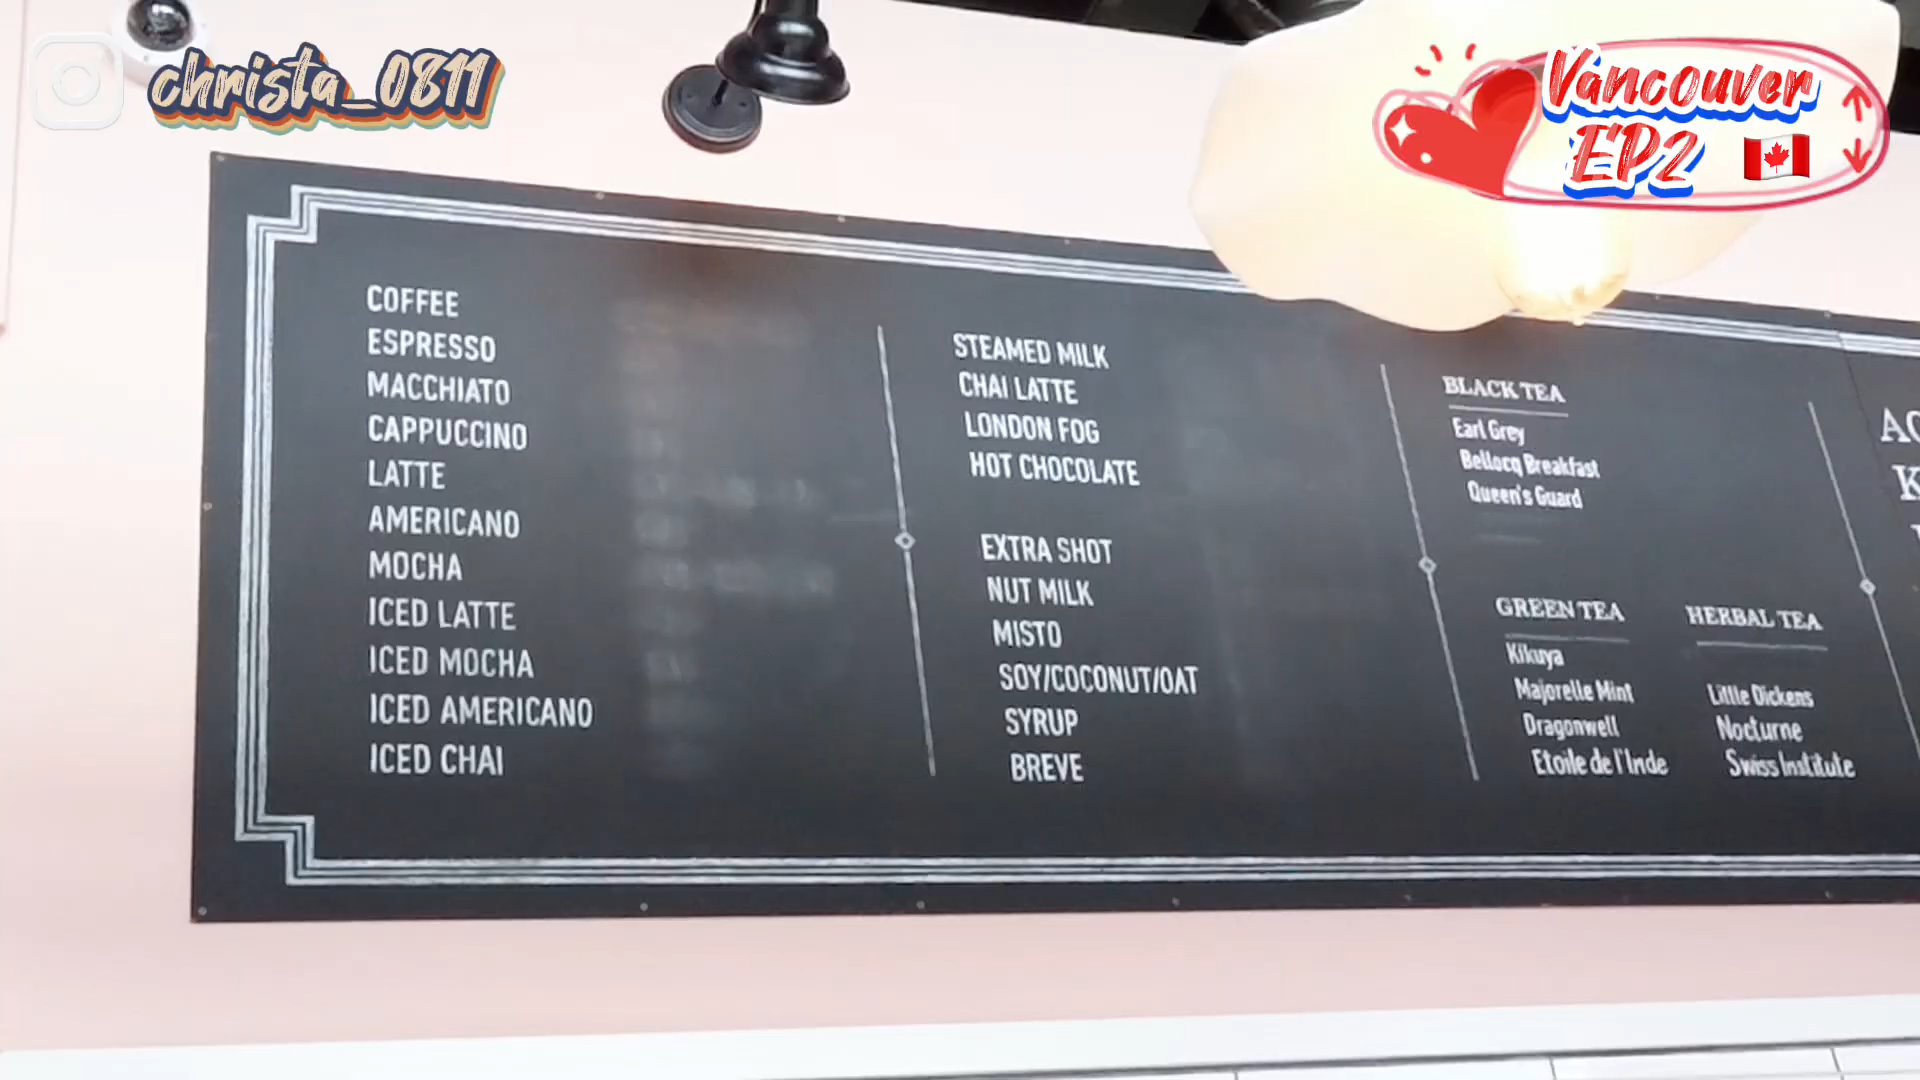 christa_0811
Vancouver
EP2
COFFEE
ESPRESSO
MACCHIATO
CAPPUCCINO
LATTE
AMERICANO
MOCHA
ICED LATTE
ICED MOCHA
ICED AMERICANO
ICED CHAI
STEAMED MILK
CHAI LATTE
LONDON FOG
HOT CHOCOLATE
EXTRA SHOT
NUT MILK
MISTO
SOY/COCONUT/OAT
SYRUP
BREVE
BLACK TEA
Earl Grey
Bellocq Breakfast
Queen's Guard
GREEN TEA
Kikuya
Majorelle Mint
Dragonwell
Etoile de l'Inde
HERBAL TEA
Little Dickens
Nocturne
Swiss Institute